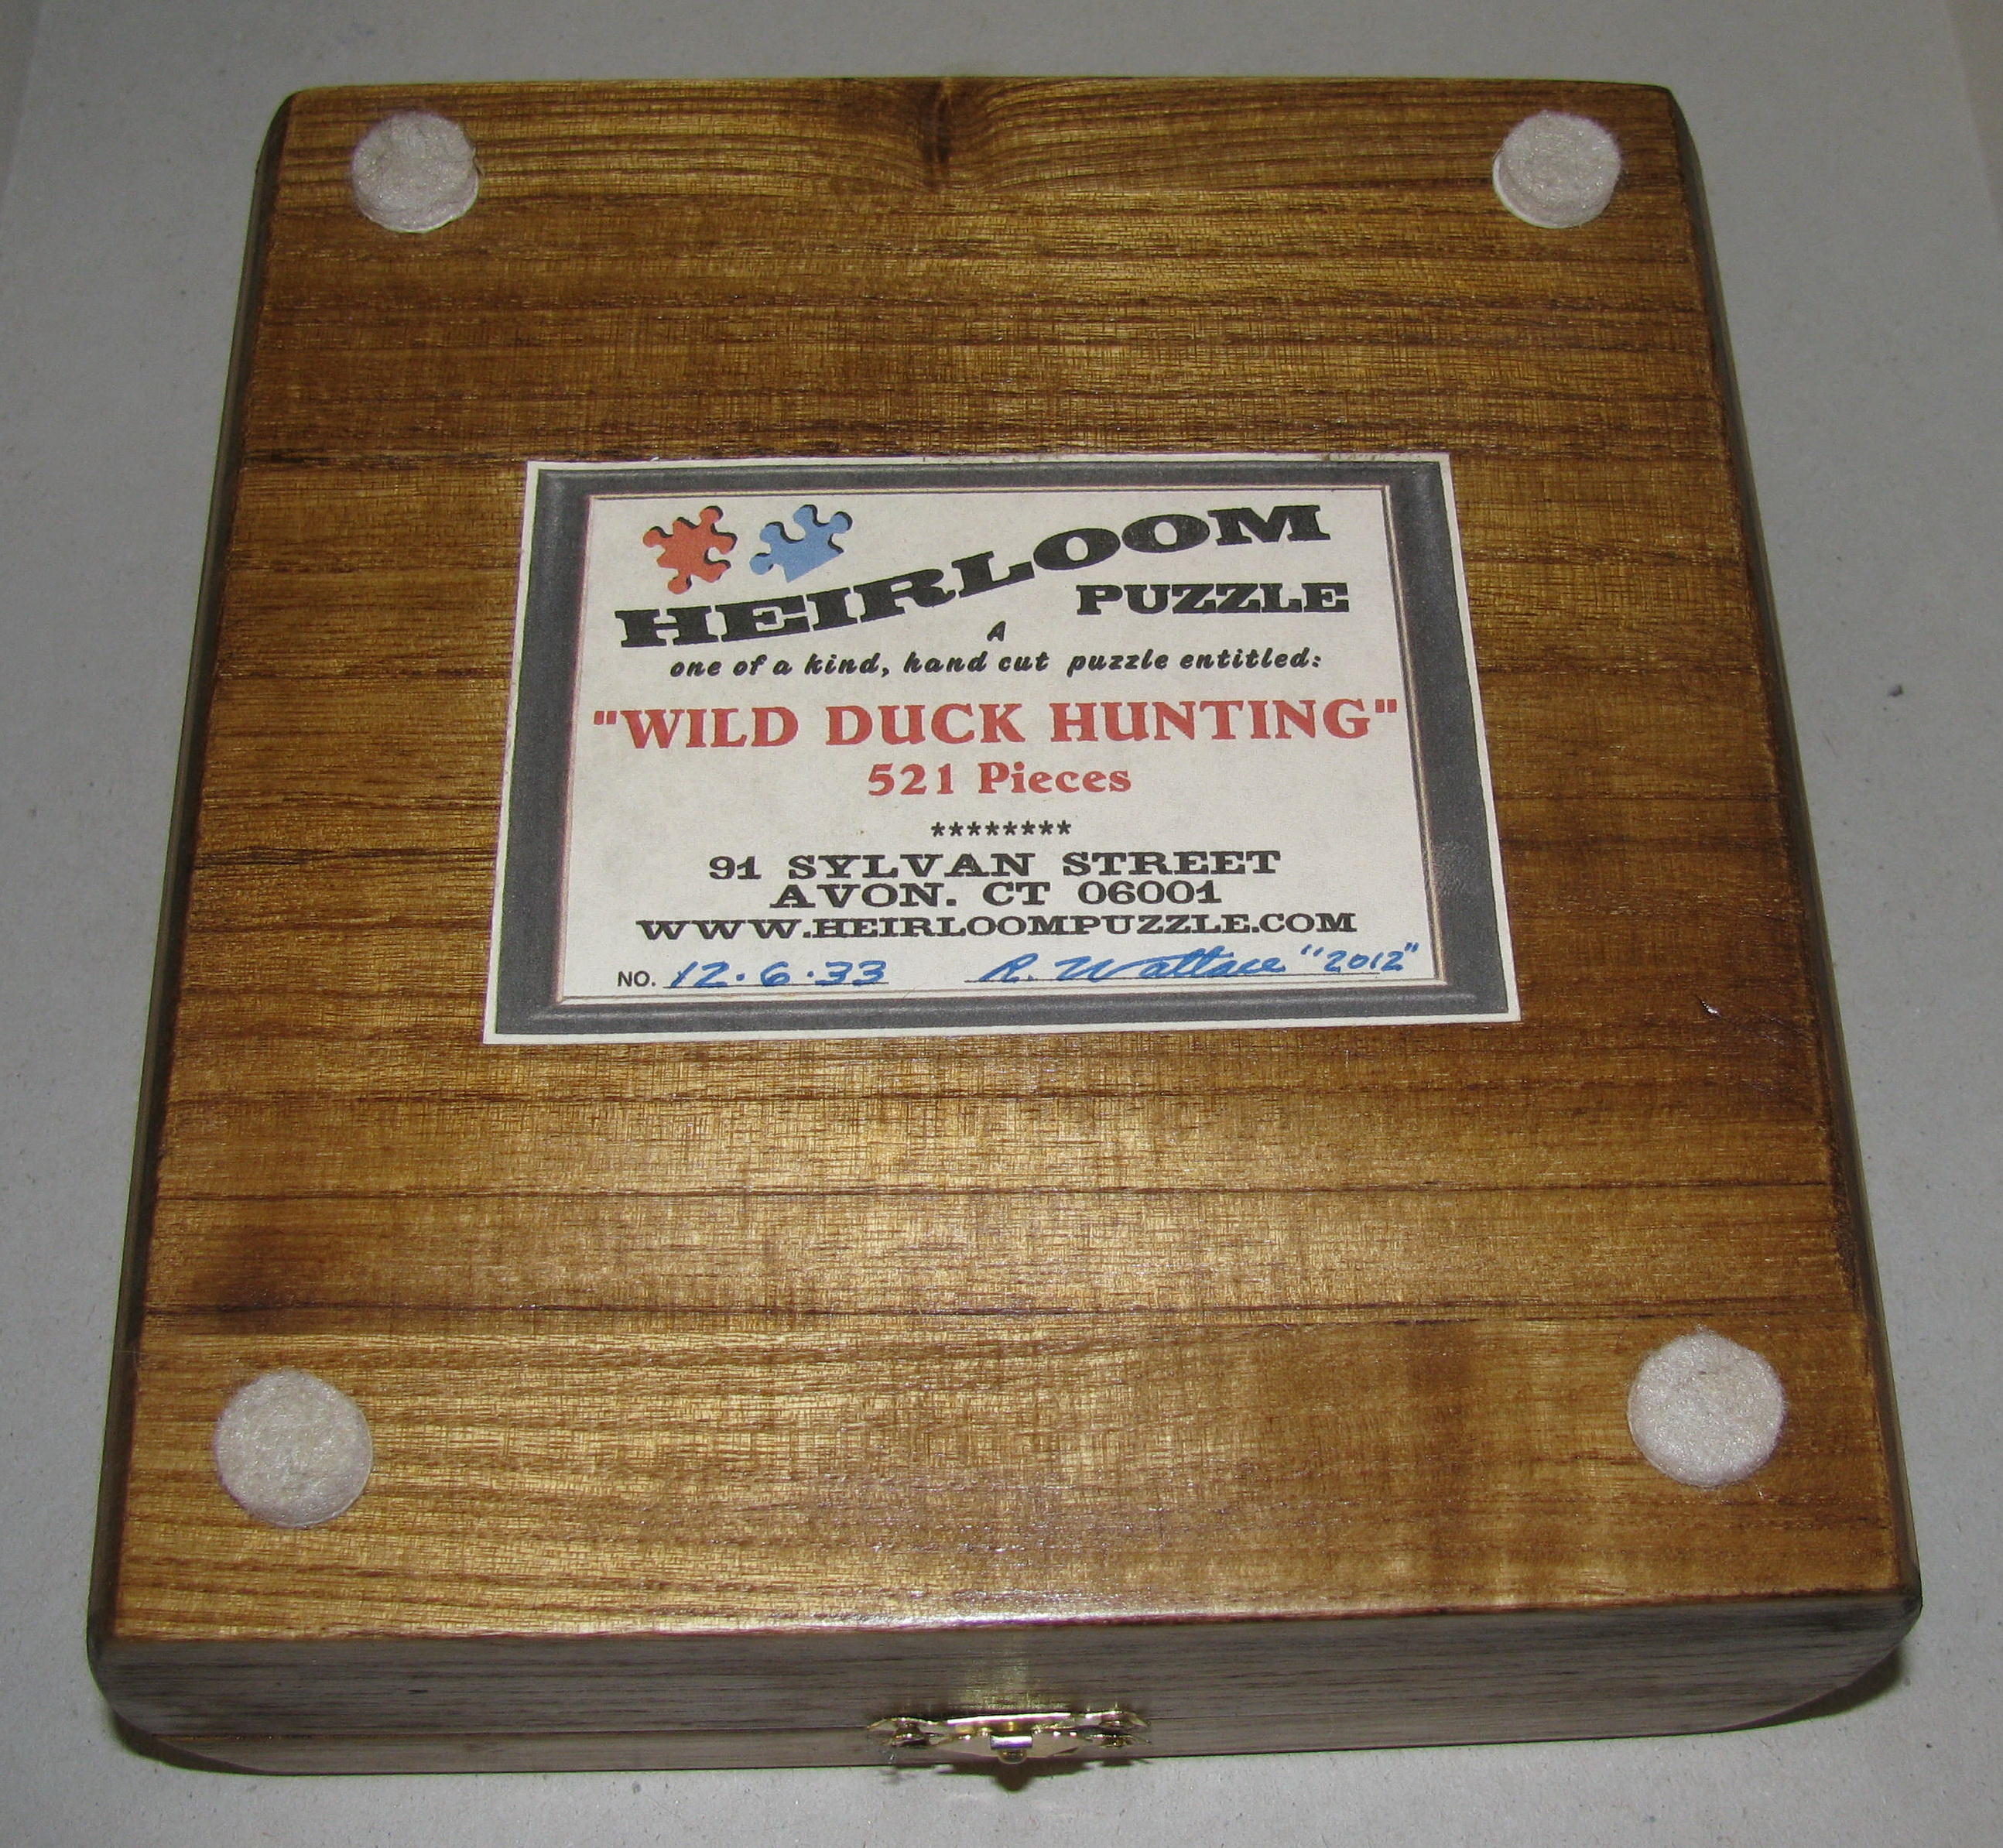 HEIRLOOM
PUZZLE
A
one of a kind, hand cut puzzle entitled:
"WILD DUCK HUNTING"
521 Pieces
********
91 SYLVAN STREET
AVON. CT 06001
WWW.HEIRLOOMPUZZLE.COM
NO. 12·6·33 R. Wallace "2012"